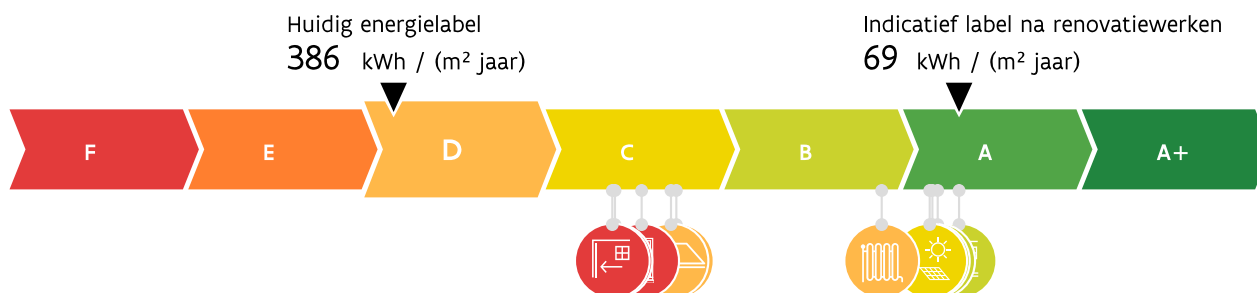 Huidig energielabel
386 kWh / (m² jaar)
Indicatief label na renovatiewerken
69 kWh / (m² jaar)
F E D C B A A+